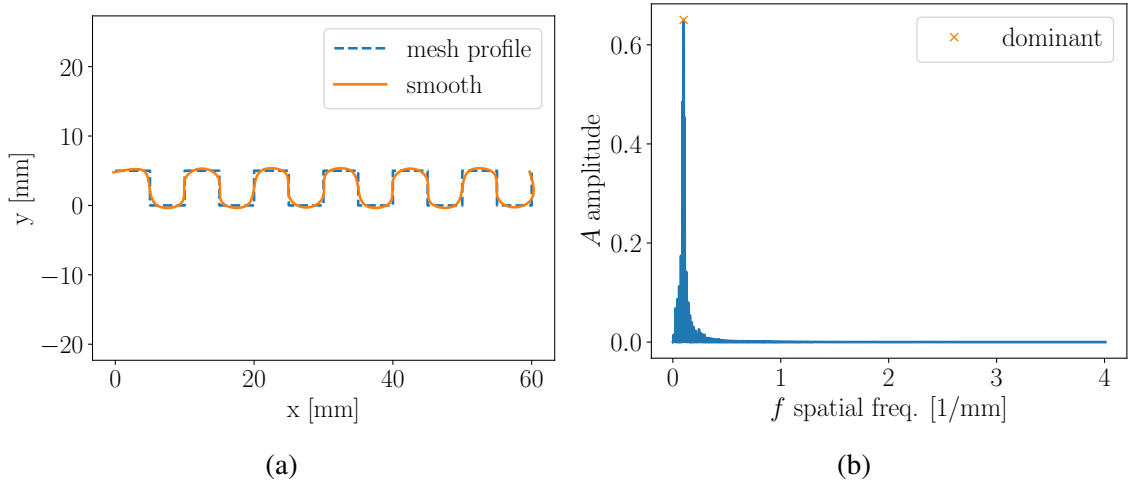 mesh profile
smooth
20
10
0
−10
−20
y [mm]
0
20
40
60
x [mm]
(a)
dominant
0.6
0.4
0.2
0.0
A amplitude
0
1
2
3
4
f spatial freq. [1/mm]
(b)